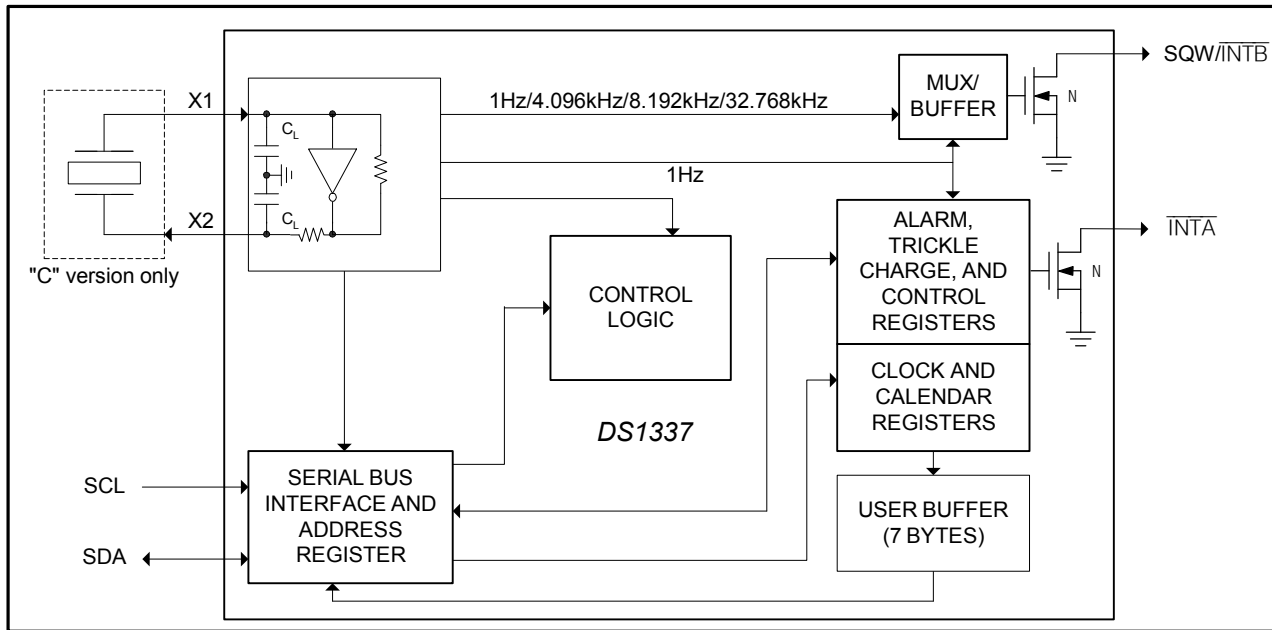 SQW/INTB
MUX/
BUFFER
N
1Hz/4.096kHz/8.192kHz/32.768kHz
X1
CL
1Hz
X2
CL
"C" version only
ALARM,
TRICKLE
CHARGE, AND
CONTROL
REGISTERS
INTA
N
CONTROL
LOGIC
CLOCK AND
CALENDAR
REGISTERS
DS1337
SCL
SDA
SERIAL BUS
INTERFACE AND
ADDRESS
REGISTER
USER BUFFER
(7 BYTES)